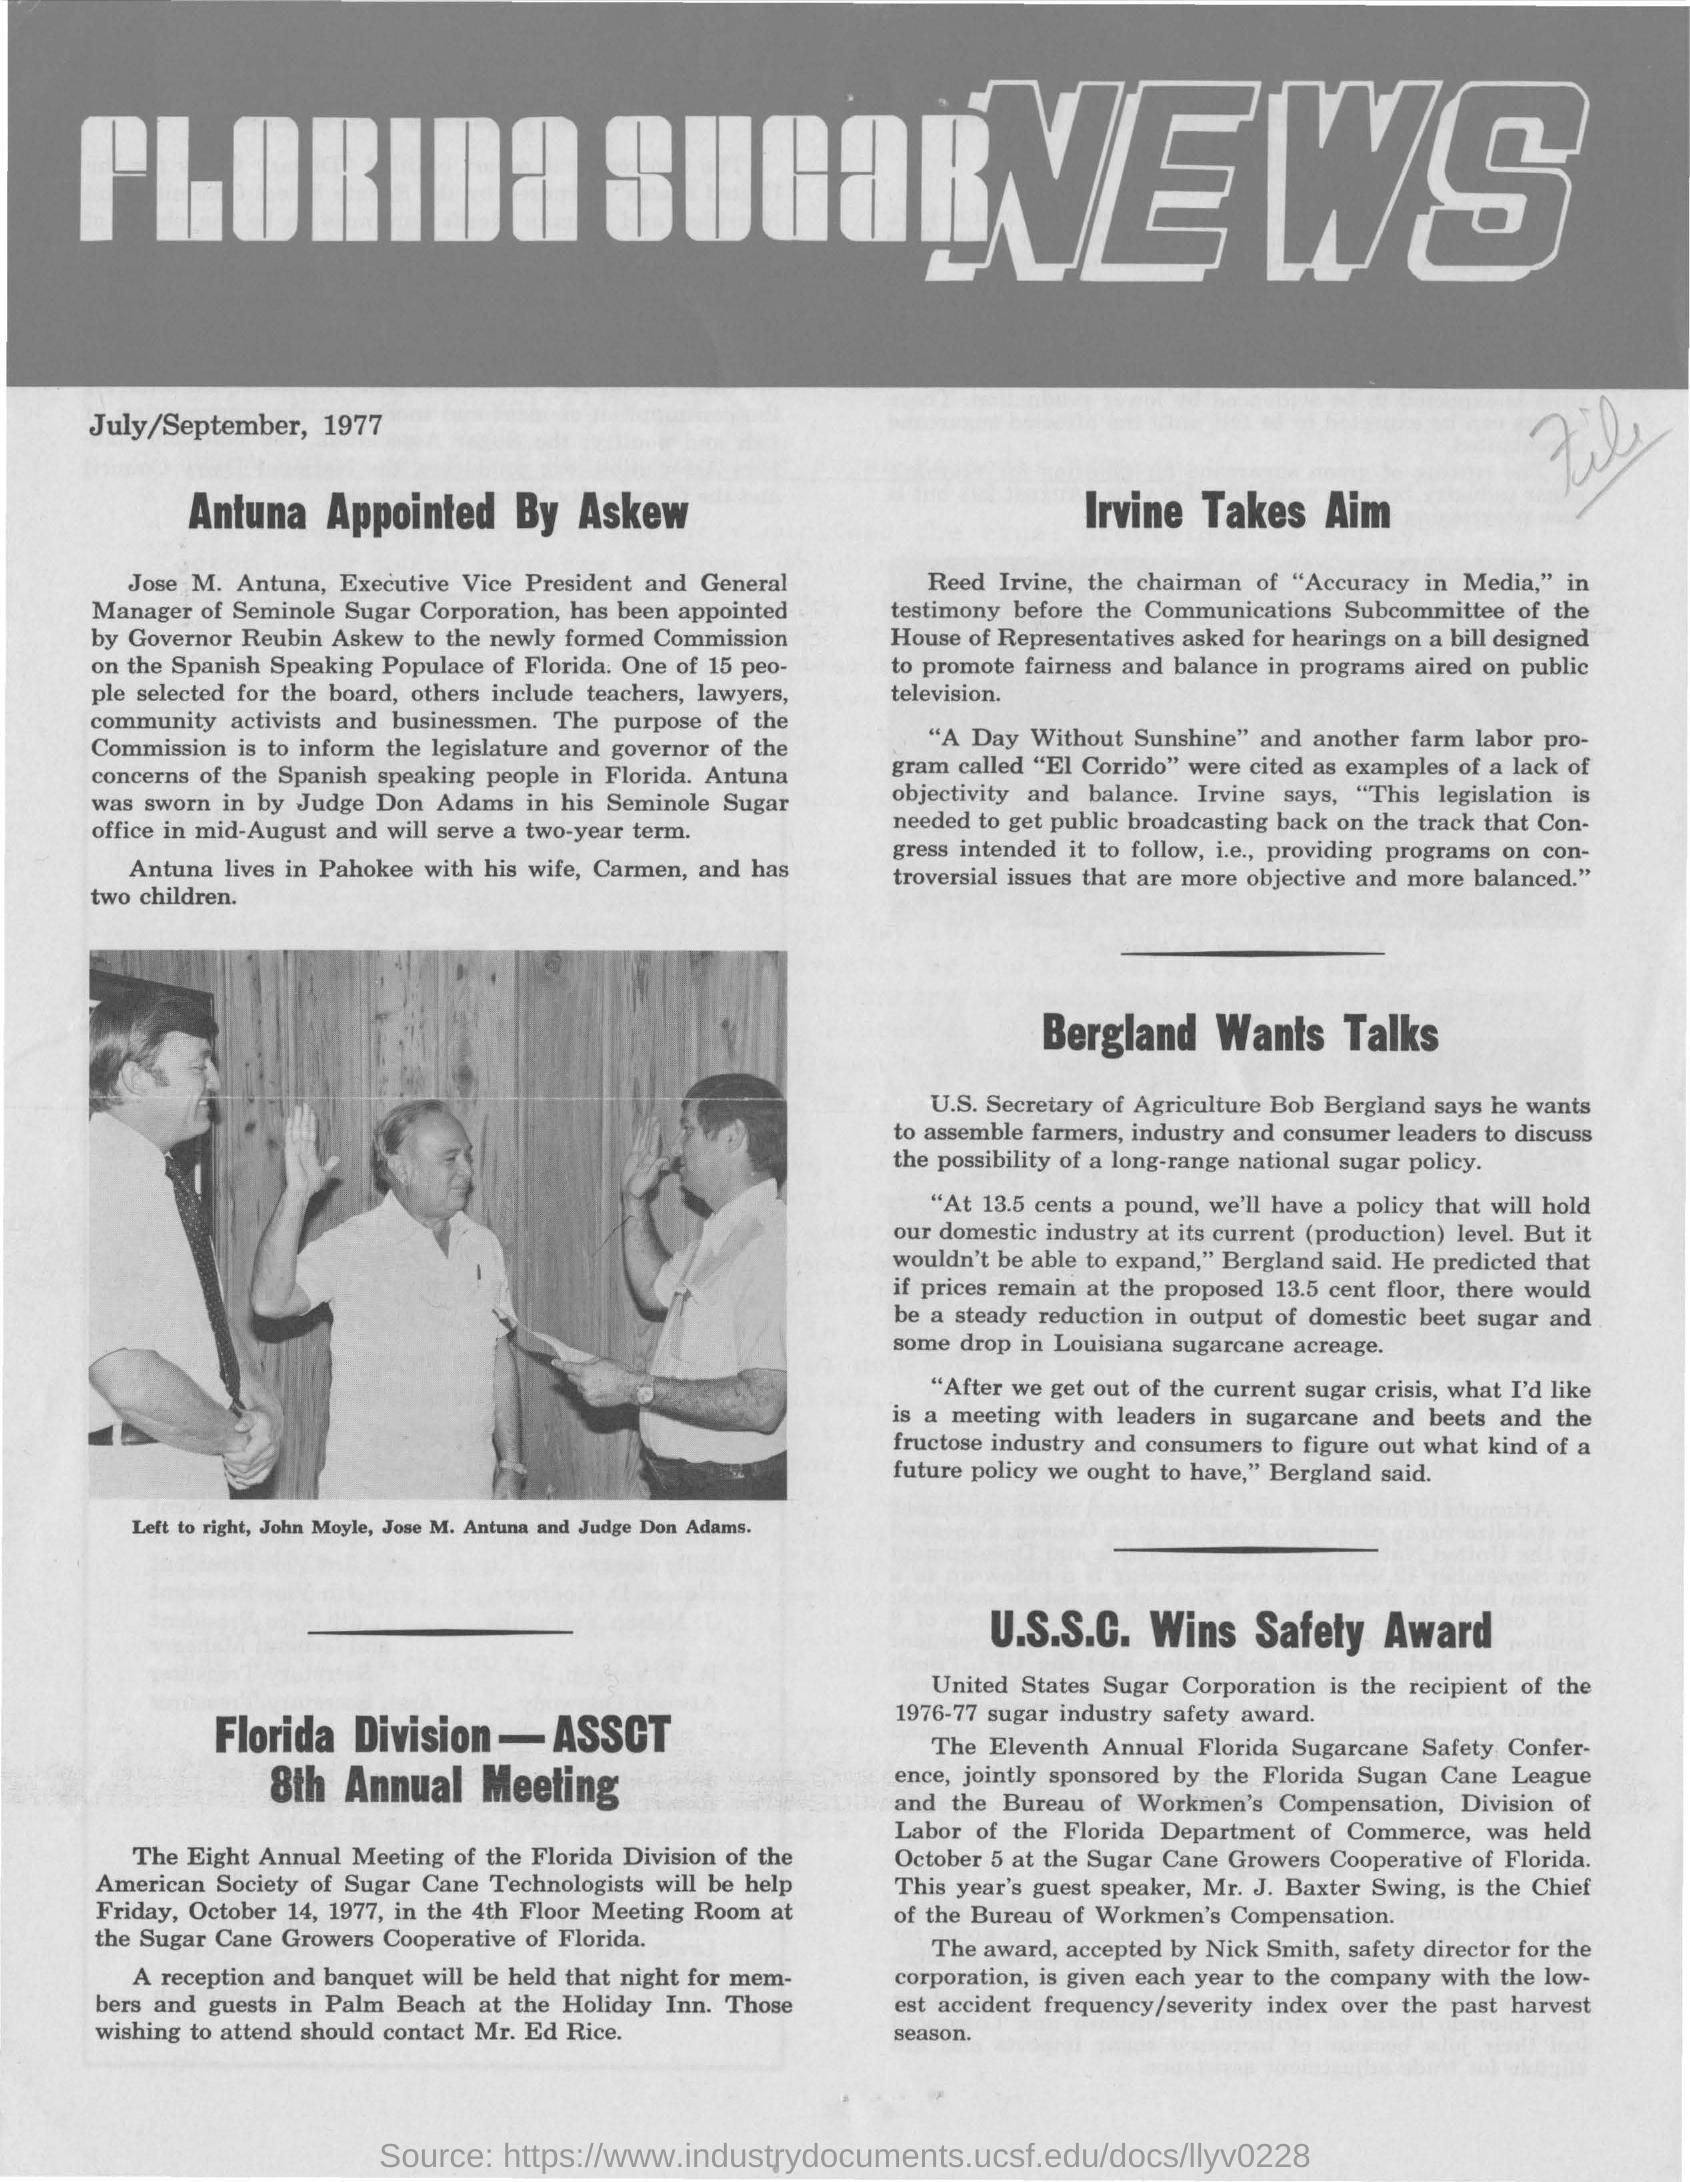 FLORIDA SUGAR NEWS
July/September, 1977
File
Antuna Appointed By Askew
Jose M. Antuna, Executive Vice President and General
Manager of Seminole Sugar Corporation, has been appointed
by Governor Reubin Askew to the newly formed Commission
on the Spanish Speaking Populace of Florida. One of 15 peo-
ple selected for the board, others include teachers, lawyers,
community activists and businessmen. The purpose of the
Commission is to inform the legislature and governor of the
concerns of the Spanish speaking people in Florida. Antuna
was sworn in by Judge Don Adams in his Seminole Sugar
office in mid-August and will serve a two-year term.
Antuna lives in Pahokee with his wife, Carmen, and has
two children.
Left to right, John Moyle, Jose M. Antuna and Judge Don Adams.
Florida Division — ASSCT
8th Annual Meeting
The Eight Annual Meeting of the Florida Division of the
American Society of Sugar Cane Technologists will be help
Friday, October 14, 1977, in the 4th Floor Meeting Room at
the Sugar Cane Growers Cooperative of Florida.
A reception and banquet will be held that night for mem-
bers and guests in Palm Beach at the Holiday Inn. Those
wishing to attend should contact Mr. Ed Rice.
Irvine Takes Aim
Reed Irvine, the chairman of "Accuracy in Media," in
testimony before the Communications Subcommittee of the
House of Representatives asked for hearings on a bill designed
to promote fairness and balance in programs aired on public
television.
"A Day Without Sunshine" and another farm labor pro-
gram called "El Corrido" were cited as examples of a lack of
objectivity and balance. Irvine says, "This legislation is
needed to get public broadcasting back on the track that Con-
gress intended it to follow, i.e., providing programs on con-
troversial issues that are more objective and more balanced."
Bergland Wants Talks
U.S. Secretary of Agriculture Bob Bergland says he wants
to assemble farmers, industry and consumer leaders to discuss
the possibility of a long-range national sugar policy.
"At 13.5 cents a pound, we'll have a policy that will hold
our domestic industry at its current (production) level. But it
wouldn't be able to expand," Bergland said. He predicted that
if prices remain at the proposed 13.5 cent floor, there would
be a steady reduction in output of domestic beet sugar and
some drop in Louisiana sugarcane acreage.
"After we get out of the current sugar crisis, what I'd like
is a meeting with leaders in sugarcane and beets and the
fructose industry and consumers to figure out what kind of a
future policy we ought to have," Bergland said.
U.S.S.C. Wins Safety Award
United States Sugar Corporation is the recipient of the
1976-77 sugar industry safety award.
The Eleventh Annual Florida Sugarcane Safety Confer-
ence, jointly sponsored by the Florida Sugan Cane League
and the Bureau of Workmen's Compensation, Division of
Labor of the Florida Department of Commerce, was held
October 5 at the Sugar Cane Growers Cooperative of Florida.
This year's guest speaker, Mr. J. Baxter Swing, is the Chief
of the Bureau of Workmen's Compensation.
The award, accepted by Nick Smith, safety director for the
corporation, is given each year to the company with the low-
est accident frequency/severity index over the past harvest
season.
Source: https://www.industrydocuments.ucsf.edu/docs/llyv0228